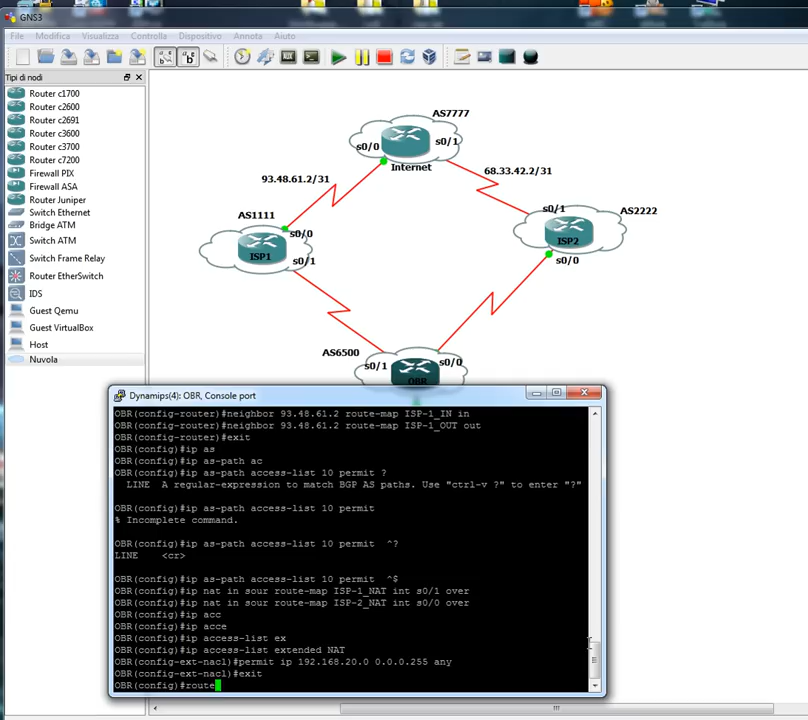 GNS3
File Modifica Visualizza Controlla Dispositivo Annota Aiuto
Tipi di nodi
Router c1700
Router c2600
Router c2691
Router c3600
Router c3700
Router c7200
Firewall PIX
Firewall ASA
Router Juniper
Switch Ethernet
Bridge ATM
Switch ATM
Switch Frame Relay
Router EtherSwitch
IDS
Guest Qemu
Guest VirtualBox
Host
Nuvola
AS7777
s0/0
s0/1
Internet
93.48.61.2/31
68.33.42.2/31
AS1111
s0/0
ISP1
s0/1
s0/1
AS2222
ISP2
s0/0
AS6500
s0/1
s0/0
OBR
Dynamips(4): OBR, Console port
OBR(config-router)#neighbor 93.48.61.2 route-map ISP-1_IN in
OBR(config-router)#neighbor 93.48.61.2 route-map ISP-1_OUT out
OBR(config-router)#exit
OBR(config)#ip as
OBR(config)#ip as-path ac
OBR(config)#ip as-path access-list 10 permit ?
LINE A regular-expression to match BGP AS paths. Use "ctrl-v ?" to enter "?"
OBR(config)#ip as-path access-list 10 permit
% Incomplete command.
OBR(config)#ip as-path access-list 10 permit ^?
LINE <cr>
OBR(config)#ip as-path access-list 10 permit ^$
OBR(config)#ip nat in sour route-map ISP-1_NAT int s0/1 over
OBR(config)#ip nat in sour route-map ISP-2_NAT int s0/0 over
OBR(config)#ip acc
OBR(config)#ip acce
OBR(config)#ip access-list ex
OBR(config)#ip access-list extended NAT
OBR(config-ext-nacl)#permit ip 192.168.20.0 0.0.0.255 any
OBR(config-ext-nacl)#exit
OBR(config)#route